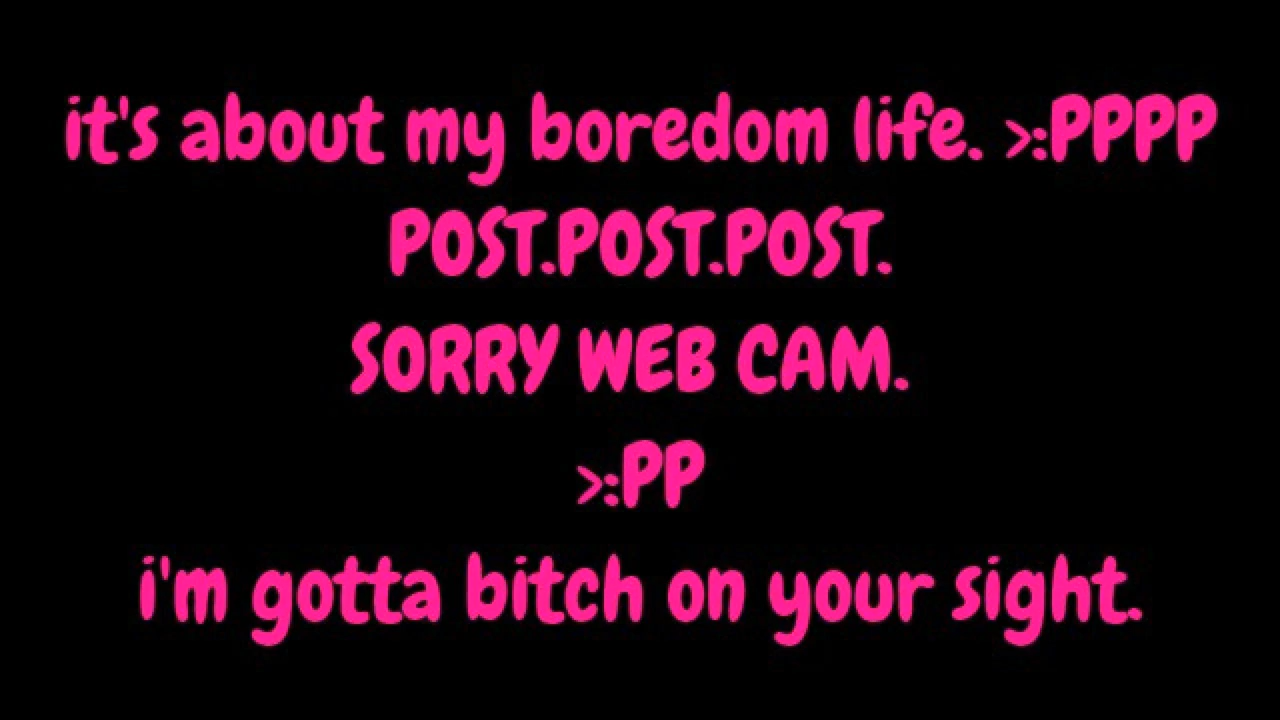 it's about my boredom life. >:PPPP
POST.POST.POST.
SORRY WEB CAM.
>:PP
i'm gotta bitch on your sight.